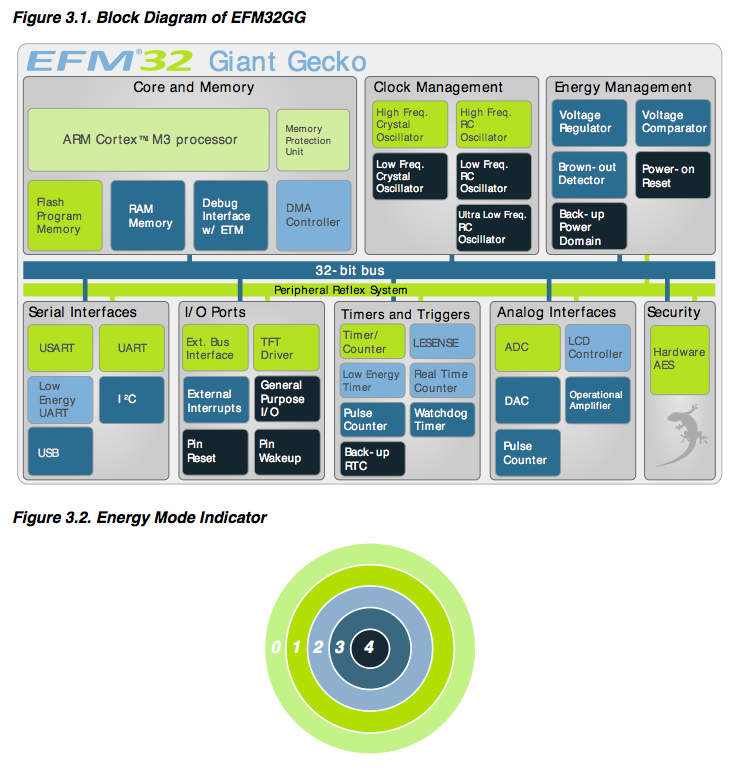 Figure 3.1. Block Diagram of EFM32GG
EFM®32 Giant Gecko
Core and Memory
ARM Cortex™ M3 processor
Memory
Protection
Unit
Flash
Program
Memory
RAM
Memory
Debug
Interface
w/ ETM
DMA
Controller
Clock Management
High Freq.
Crystal
Oscillator
High Freq.
RC
Oscillator
Low Freq.
Crystal
Oscillator
Low Freq.
RC
Oscillator
Ultra Low Freq.
RC
Oscillator
Energy Management
Voltage
Regulator
Voltage
Comparator
Brown-out
Detector
Power-on
Reset
Back-up
Power
Domain
32-bit bus
Peripheral Reflex System
Serial Interfaces
USART
UART
Low
Energy
UART
I²C
USB
I/O Ports
Ext. Bus
Interface
TFT
Driver
External
Interrupts
General
Purpose
I/O
Pin
Reset
Pin
Wakeup
Timers and Triggers
Timer/
Counter
LESENSE
Low Energy
Timer
Real Time
Counter
Pulse
Counter
Watchdog
Timer
Back-up
RTC
Analog Interfaces
ADC
LCD
Controller
DAC
Operational
Amplifier
Pulse
Counter
Security
Hardware
AES
Figure 3.2. Energy Mode Indicator
0 1 2 3 4